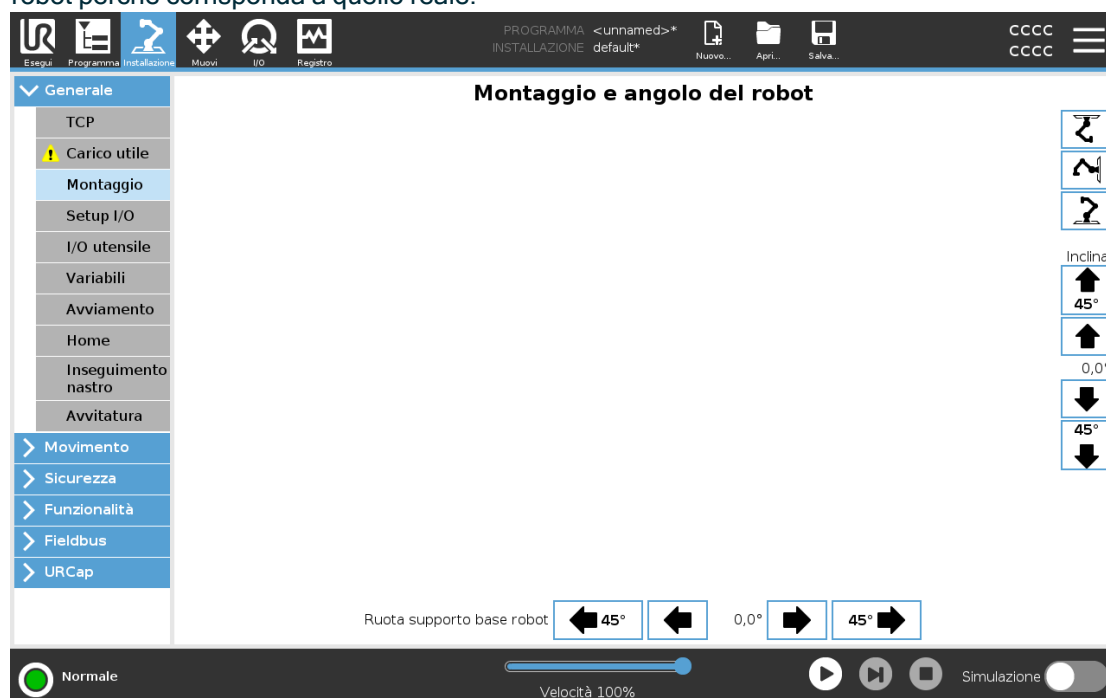 robot perché corrisponda a quello reale.
PROGRAMMA <unnamed>*
INSTALLAZIONE default*
CCCC
CCCC
Esegui Programma Installazione Muovi I/O Registro Nuovo... Apri... Salva...
Generale
TCP
Carico utile
Montaggio
Setup I/O
I/O utensile
Variabili
Avviamento
Home
Inseguimento
nastro
Avvitatura
Movimento
Sicurezza
Funzionalità
Fieldbus
URCap
Montaggio e angolo del robot
Inclina
45°
0,0°
45°
Ruota supporto base robot 45° 0,0° 45°
Normale
Velocità 100%
Simulazione